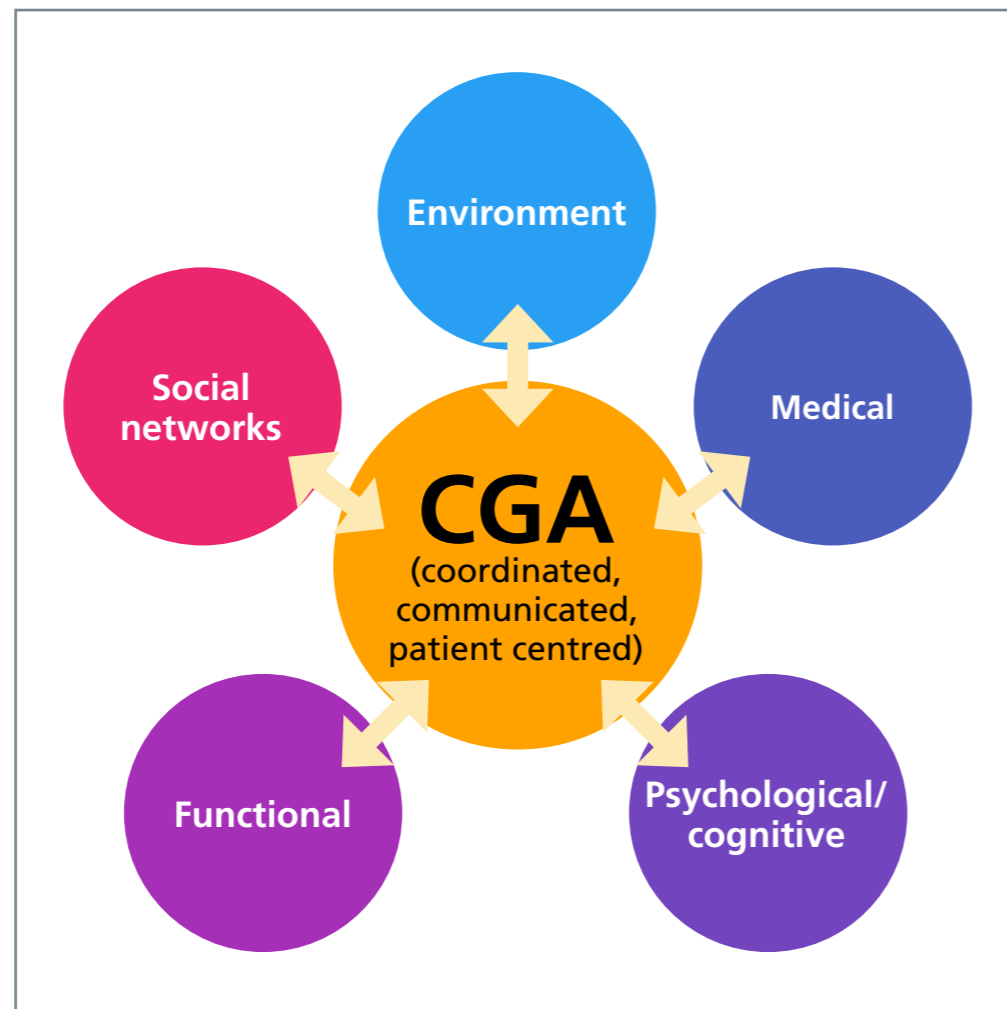 Environment
Social
networks
Medical
CGA
(coordinated,
communicated,
patient centred)
Functional
Psychological/
cognitive